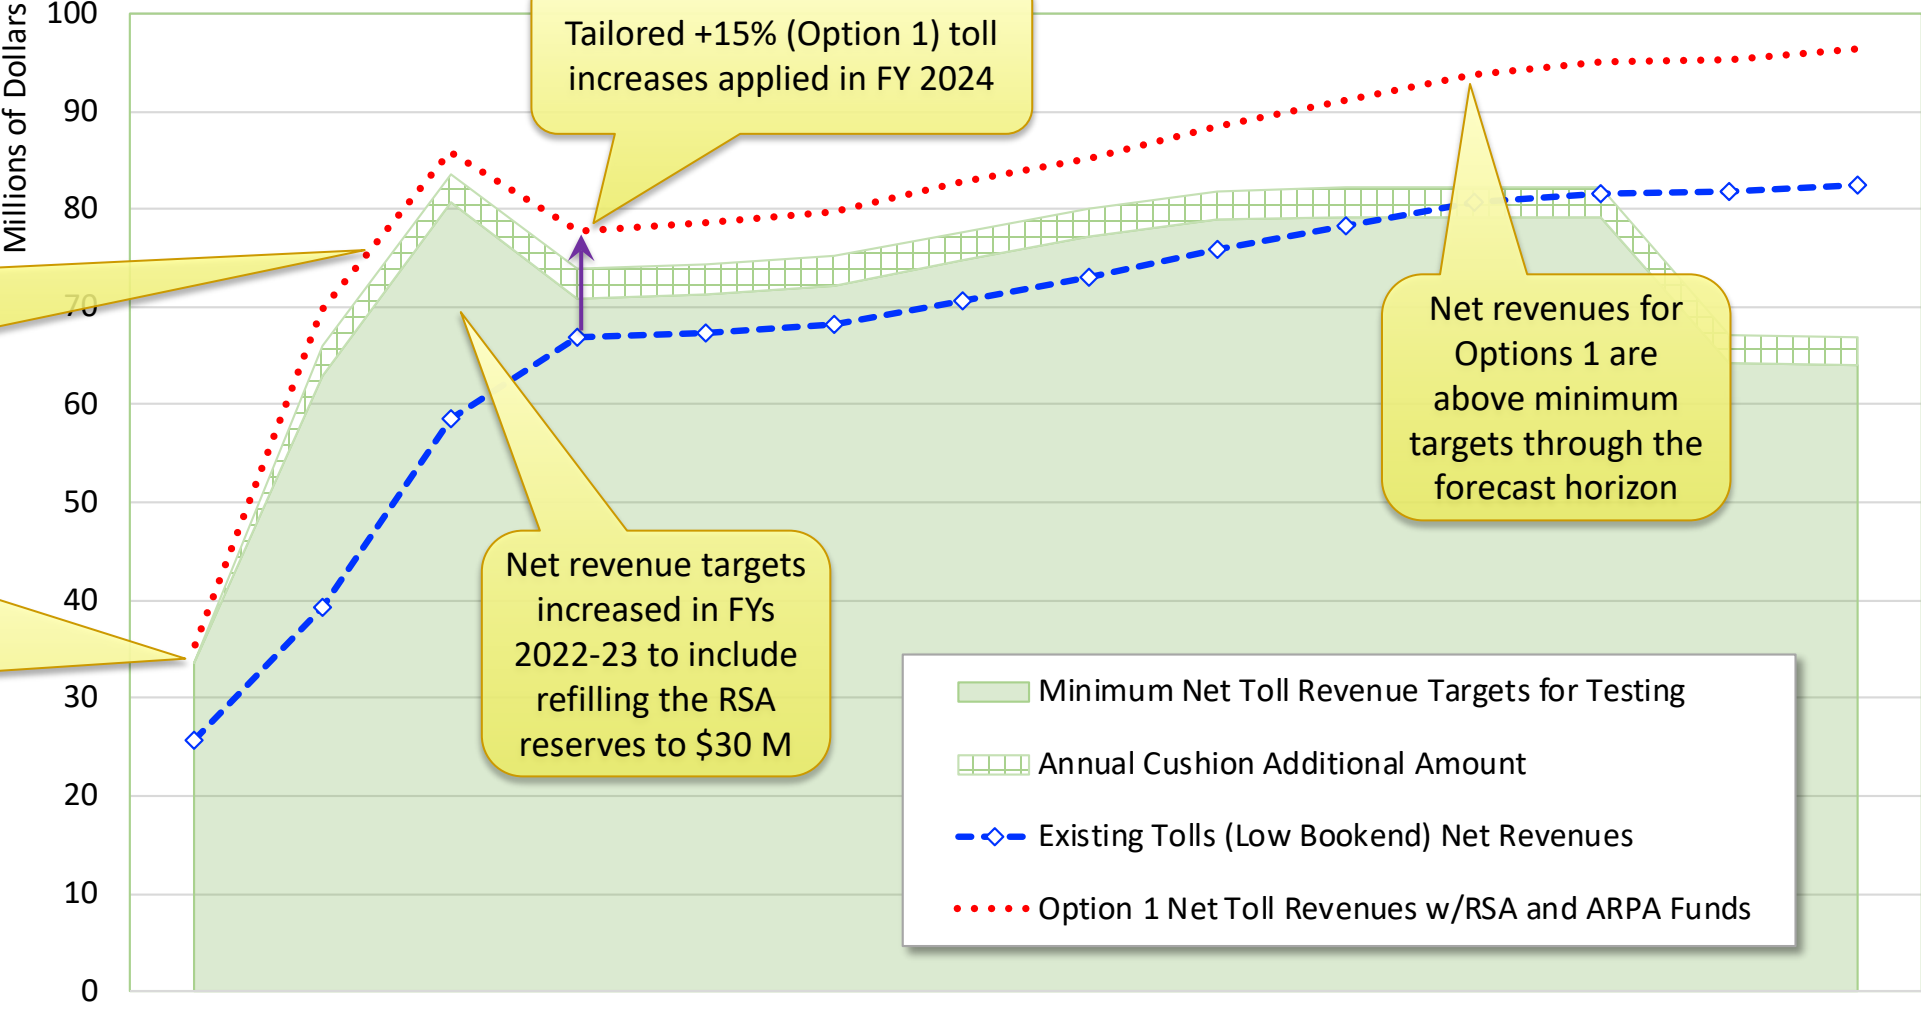 Millions of Dollars
100
90
80
70
60
50
40
30
20
10
0
Tailored +15% (Option 1) toll
increases applied in FY 2024
Net revenues for
Options 1 are
above minimum
targets through the
forecast horizon
Net revenue targets
increased in FYs
2022-23 to include
refilling the RSA
reserves to $30 M
Minimum Net Toll Revenue Targets for Testing
Annual Cushion Additional Amount
Existing Tolls (Low Bookend) Net Revenues
Option 1 Net Toll Revenues w/RSA and ARPA Funds